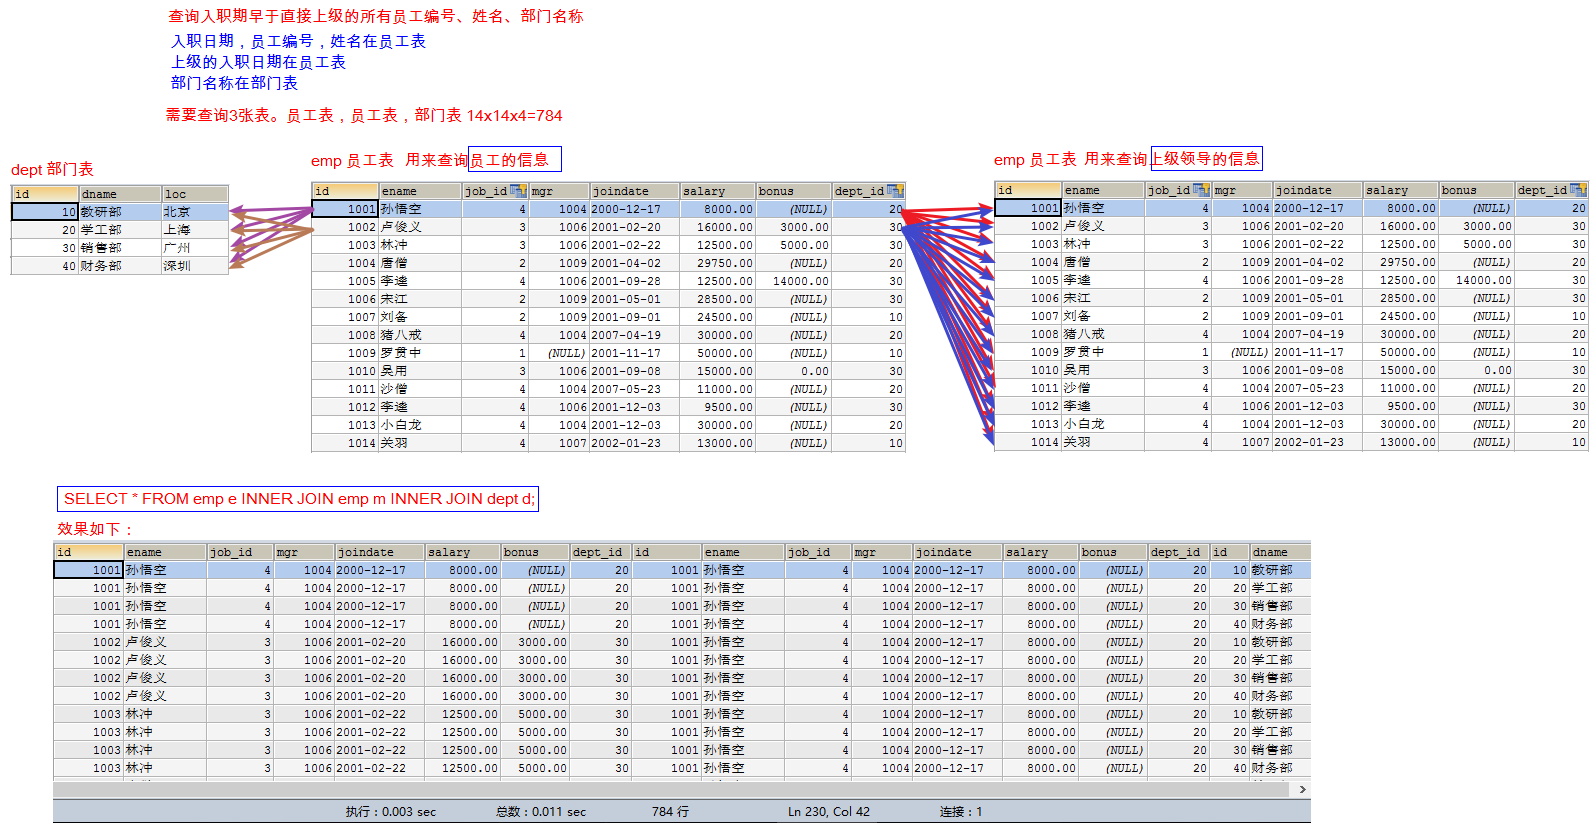 查询入职期早于直接上级的所有员工编号、姓名、部门名称
入职日期，员工编号，姓名在员工表
上级的入职日期在员工表
部门名称在部门表
需要查询3张表。员工表，员工表，部门表 14x14x4=784
dept 部门表
id dname loc
10 教研部 北京
20 学工部 上海
30 销售部 广州
40 财务部 深圳
emp 员工表 用来查询员工的信息
id ename job_id mgr joindate salary bonus dept_id
1001 孙悟空 4 1004 2000-12-17 8000.00 (NULL) 20
1002 卢俊义 3 1006 2001-02-20 16000.00 3000.00 30
1003 林冲 3 1006 2001-02-22 12500.00 5000.00 30
1004 唐僧 2 1009 2001-04-02 29750.00 (NULL) 20
1005 李逵 4 1006 2001-09-28 12500.00 14000.00 30
1006 宋江 2 1009 2001-05-01 28500.00 (NULL) 30
1007 刘备 2 1009 2001-09-01 24500.00 (NULL) 10
1008 猪八戒 4 1004 2007-04-19 30000.00 (NULL) 20
1009 罗贯中 1 (NULL) 2001-11-17 50000.00 (NULL) 10
1010 吴用 3 1006 2001-09-08 15000.00 0.00 30
1011 沙僧 4 1004 2007-05-23 11000.00 (NULL) 20
1012 李逵 4 1006 2001-12-03 9500.00 (NULL) 30
1013 小白龙 4 1004 2001-12-03 30000.00 (NULL) 20
1014 关羽 4 1007 2002-01-23 13000.00 (NULL) 10
emp 员工表 用来查询上级领导的信息
id ename job_id mgr joindate salary bonus dept_id
1001 孙悟空 4 1004 2000-12-17 8000.00 (NULL) 20
1002 卢俊义 3 1006 2001-02-20 16000.00 3000.00 30
1003 林冲 3 1006 2001-02-22 12500.00 5000.00 30
1004 唐僧 2 1009 2001-04-02 29750.00 (NULL) 20
1005 李逵 4 1006 2001-09-28 12500.00 14000.00 30
1006 宋江 2 1009 2001-05-01 28500.00 (NULL) 30
1007 刘备 2 1009 2001-09-01 24500.00 (NULL) 10
1008 猪八戒 4 1004 2007-04-19 30000.00 (NULL) 20
1009 罗贯中 1 (NULL) 2001-11-17 50000.00 (NULL) 10
1010 吴用 3 1006 2001-09-08 15000.00 0.00 30
1011 沙僧 4 1004 2007-05-23 11000.00 (NULL) 20
1012 李逵 4 1006 2001-12-03 9500.00 (NULL) 30
1013 小白龙 4 1004 2001-12-03 30000.00 (NULL) 20
1014 关羽 4 1007 2002-01-23 13000.00 (NULL) 10
SELECT * FROM emp e INNER JOIN emp m INNER JOIN dept d;
效果如下：
id ename job_id mgr joindate salary bonus dept_id id ename job_id mgr joindate salary bonus dept_id id dname
1001 孙悟空 4 1004 2000-12-17 8000.00 (NULL) 20 1001 孙悟空 4 1004 2000-12-17 8000.00 (NULL) 20 10 教研部
1001 孙悟空 4 1004 2000-12-17 8000.00 (NULL) 20 1001 孙悟空 4 1004 2000-12-17 8000.00 (NULL) 20 20 学工部
1001 孙悟空 4 1004 2000-12-17 8000.00 (NULL) 20 1001 孙悟空 4 1004 2000-12-17 8000.00 (NULL) 20 30 销售部
1001 孙悟空 4 1004 2000-12-17 8000.00 (NULL) 20 1001 孙悟空 4 1004 2000-12-17 8000.00 (NULL) 20 40 财务部
1002 卢俊义 3 1006 2001-02-20 16000.00 3000.00 30 1001 孙悟空 4 1004 2000-12-17 8000.00 (NULL) 20 10 教研部
1002 卢俊义 3 1006 2001-02-20 16000.00 3000.00 30 1001 孙悟空 4 1004 2000-12-17 8000.00 (NULL) 20 20 学工部
1002 卢俊义 3 1006 2001-02-20 16000.00 3000.00 30 1001 孙悟空 4 1004 2000-12-17 8000.00 (NULL) 20 30 销售部
1002 卢俊义 3 1006 2001-02-20 16000.00 3000.00 30 1001 孙悟空 4 1004 2000-12-17 8000.00 (NULL) 20 40 财务部
1003 林冲 3 1006 2001-02-22 12500.00 5000.00 30 1001 孙悟空 4 1004 2000-12-17 8000.00 (NULL) 20 10 教研部
1003 林冲 3 1006 2001-02-22 12500.00 5000.00 30 1001 孙悟空 4 1004 2000-12-17 8000.00 (NULL) 20 20 学工部
1003 林冲 3 1006 2001-02-22 12500.00 5000.00 30 1001 孙悟空 4 1004 2000-12-17 8000.00 (NULL) 20 30 销售部
1003 林冲 3 1006 2001-02-22 12500.00 5000.00 30 1001 孙悟空 4 1004 2000-12-17 8000.00 (NULL) 20 40 财务部
执行：0.003 sec 总数：0.011 sec 784 行 Ln 230, Col 42 连接：1